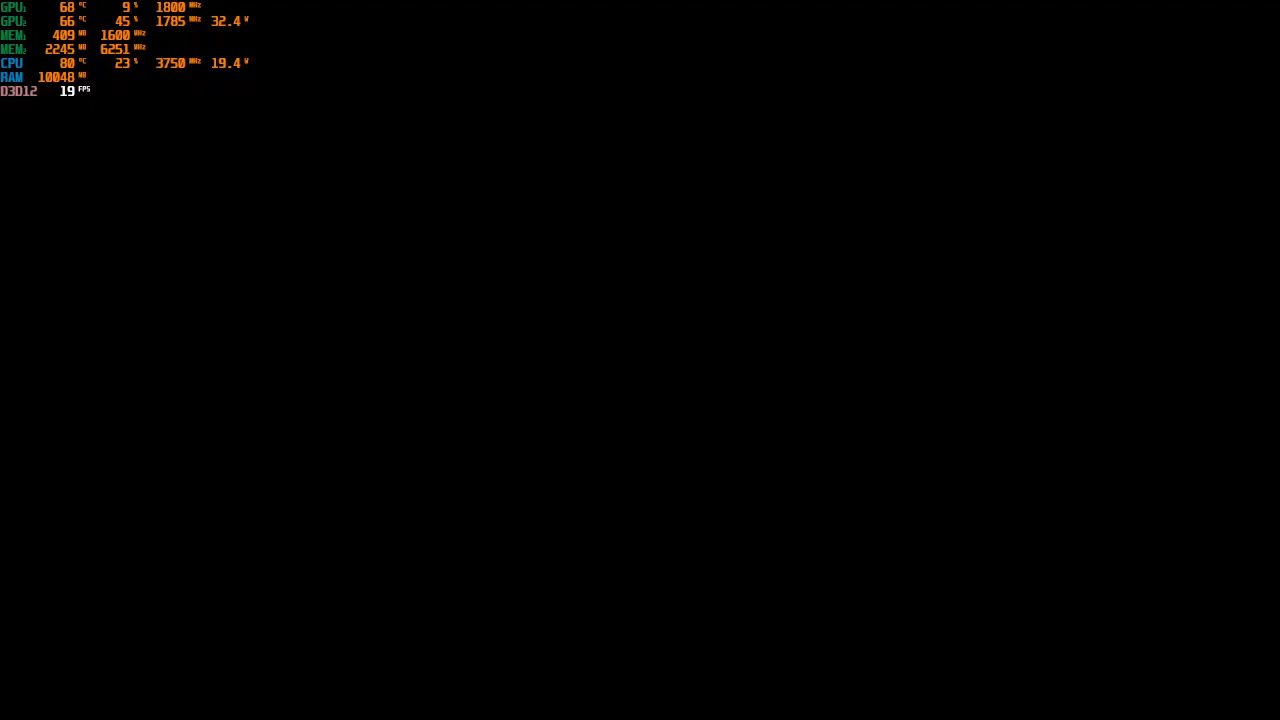 GPU1 68 °C 9 % 1800 MHz
GPU2 66 °C 45 % 1785 MHz 32.4 W
MEM1 409 MB 1600 MHz
MEM2 2245 MB 6251 MHz
CPU 80 °C 23 % 3750 MHz 19.4 W
RAM 10048 MB
D3D12 19 FPS